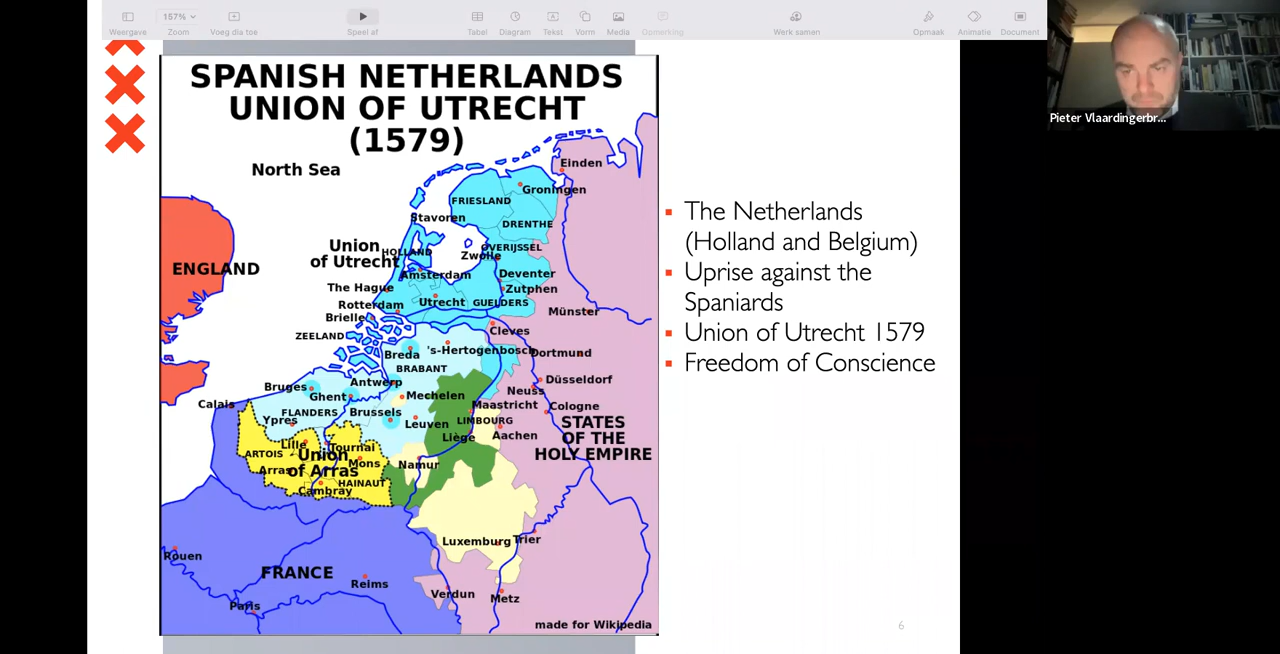 157%
Weergave
Zoom
Voeg dia toe
Speel af
Tabel
Diagram
Tekst
Vorm
Media
Opmerking
Werk samen
Opmaak
Animatie
Document
Pieter Vlaardingerbr...
SPANISH NETHERLANDS
UNION OF UTRECHT
(1579)
North Sea
Einden
Groningen
FRIESLAND
Stavoren
DRENTHE
Union
of Utrecht
HOLLAND
OVERIJSSEL
Zwolle
ENGLAND
Amsterdam
Deventer
The Hague
Zutphen
Rotterdam
Utrecht
GUELDERS
Brielle
Münster
ZEELAND
Cleves
Breda
's-Hertogenbosch
Dortmund
BRABANT
Bruges
Antwerp
Düsseldorf
Ghent
Mechelen
Neuss
Calais
FLANDERS
Brussels
Maastricht
Cologne
Ypres
Leuven
LIMBOURG
STATES
OF THE
HOLY EMPIRE
Lille
Tournai
Liège
Aachen
ARTOIS
Union
of Arras
Arras
Mons
Namur
HAINAUT
Cambray
Luxemburg
Trier
Rouen
FRANCE
Reims
Verdun
Metz
Paris
made for Wikipedia
The Netherlands
(Holland and Belgium)
Uprise against the
Spaniards
Union of Utrecht 1579
Freedom of Conscience
6